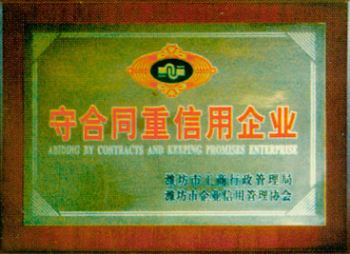 守合同重信用企业
ABIDING BY CONTRACTS AND KEEPING PROMISES ENTERPRISE
潍坊市工商行政管理局
潍坊市企业信用管理协会